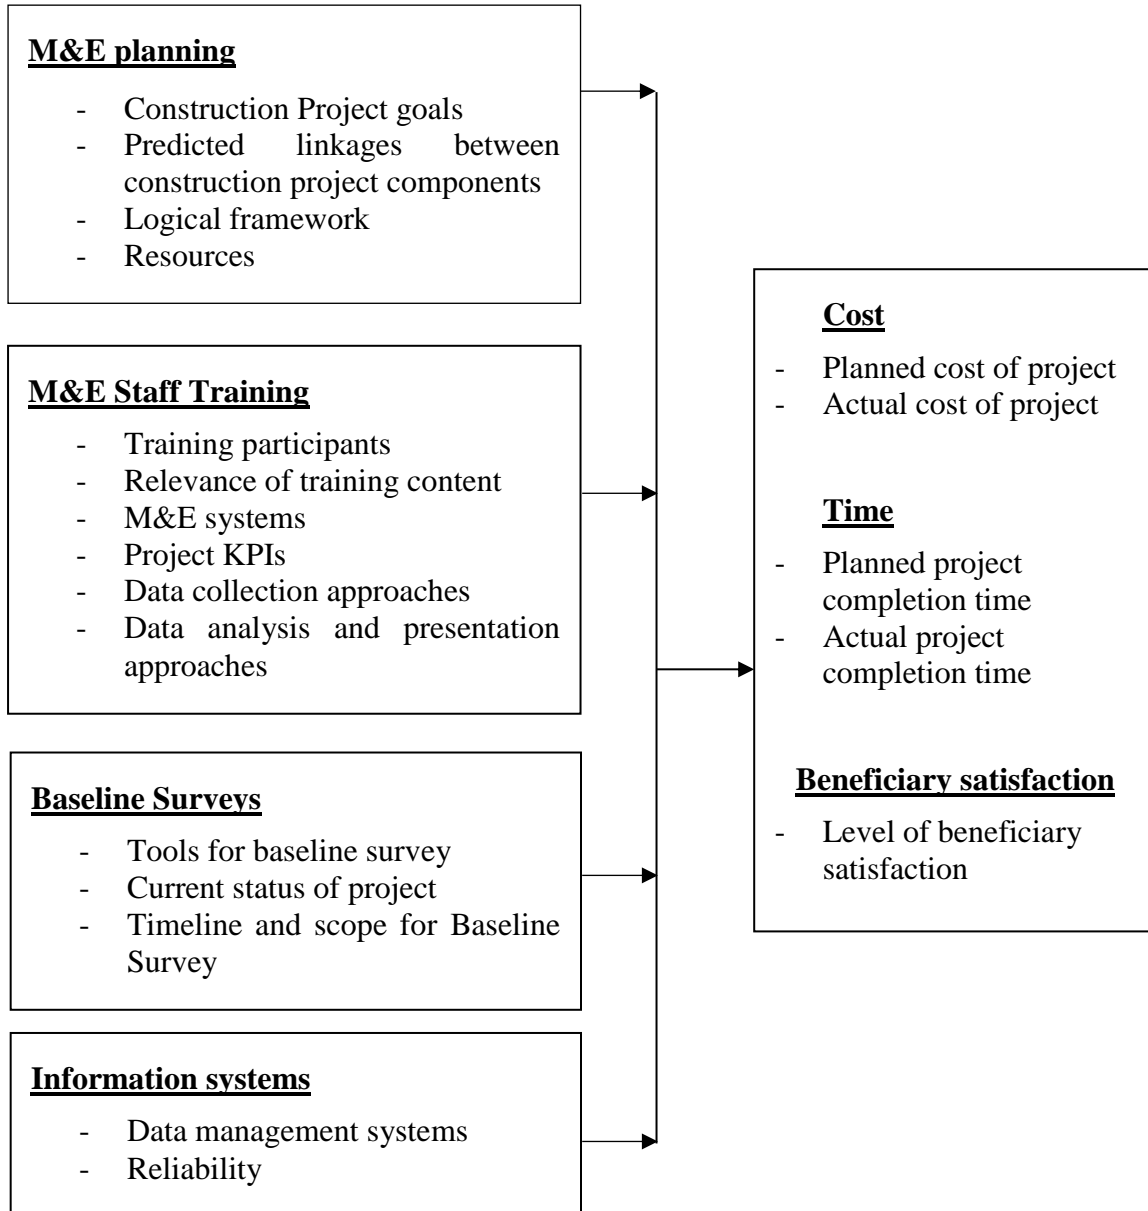 M&E planning
- Construction Project goals
- Predicted linkages between
construction project components
- Logical framework
- Resources
M&E Staff Training
- Training participants
- Relevance of training content
- M&E systems
- Project KPIs
- Data collection approaches
- Data analysis and presentation
approaches
Baseline Surveys
- Tools for baseline survey
- Current status of project
- Timeline and scope for Baseline
Survey
Information systems
- Data management systems
- Reliability
Cost
- Planned cost of project
- Actual cost of project
Time
- Planned project
completion time
- Actual project
completion time
Beneficiary satisfaction
- Level of beneficiary
satisfaction